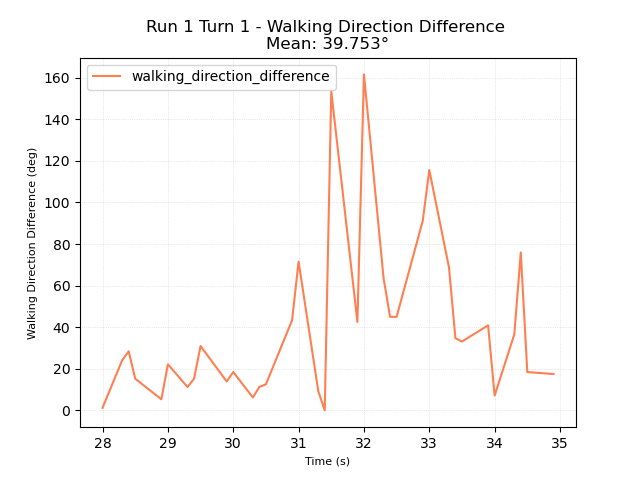 Run 1 Turn 1 - Walking Direction Difference
Mean: 39.753°
walking_direction_difference
Walking Direction Difference (deg)
160
140
120
100
80
60
40
20
0
28 29 30 31 32 33 34 35
Time (s)